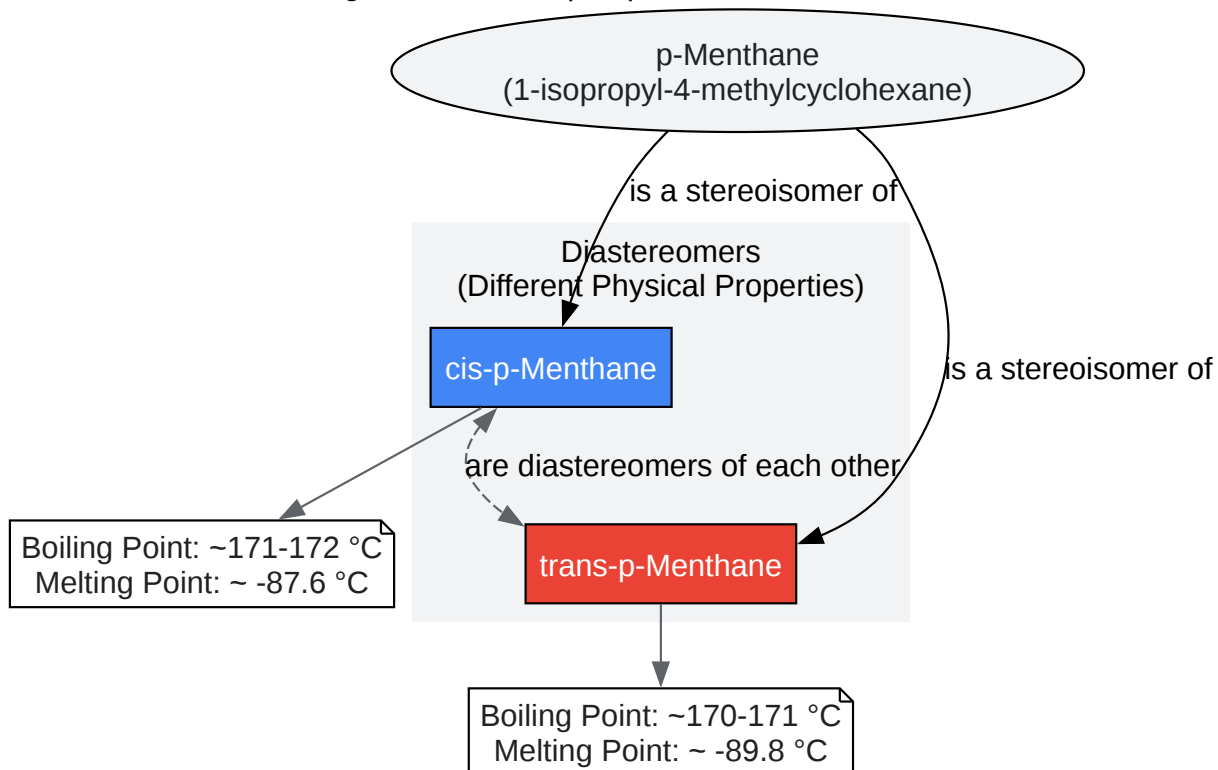 p-Menthane
(1-isopropyl-4-methylcyclohexane)
is a stereoisomer of
Diastereomers
(Different Physical Properties)
cis-p-Menthane
is a stereoisomer of
are diastereomers of each other
Boiling Point: ~171-172 °C
Melting Point: ~ -87.6 °C
trans-p-Menthane
Boiling Point: ~170-171 °C
Melting Point: ~ -89.8 °C